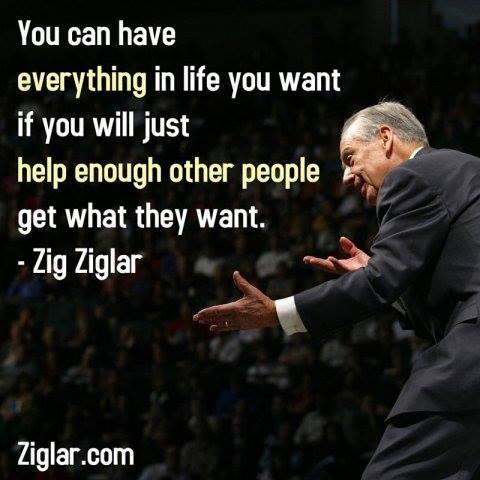 You can have
everything in life you want
if you will just
help enough other people
get what they want.
- Zig Ziglar
Ziglar.com